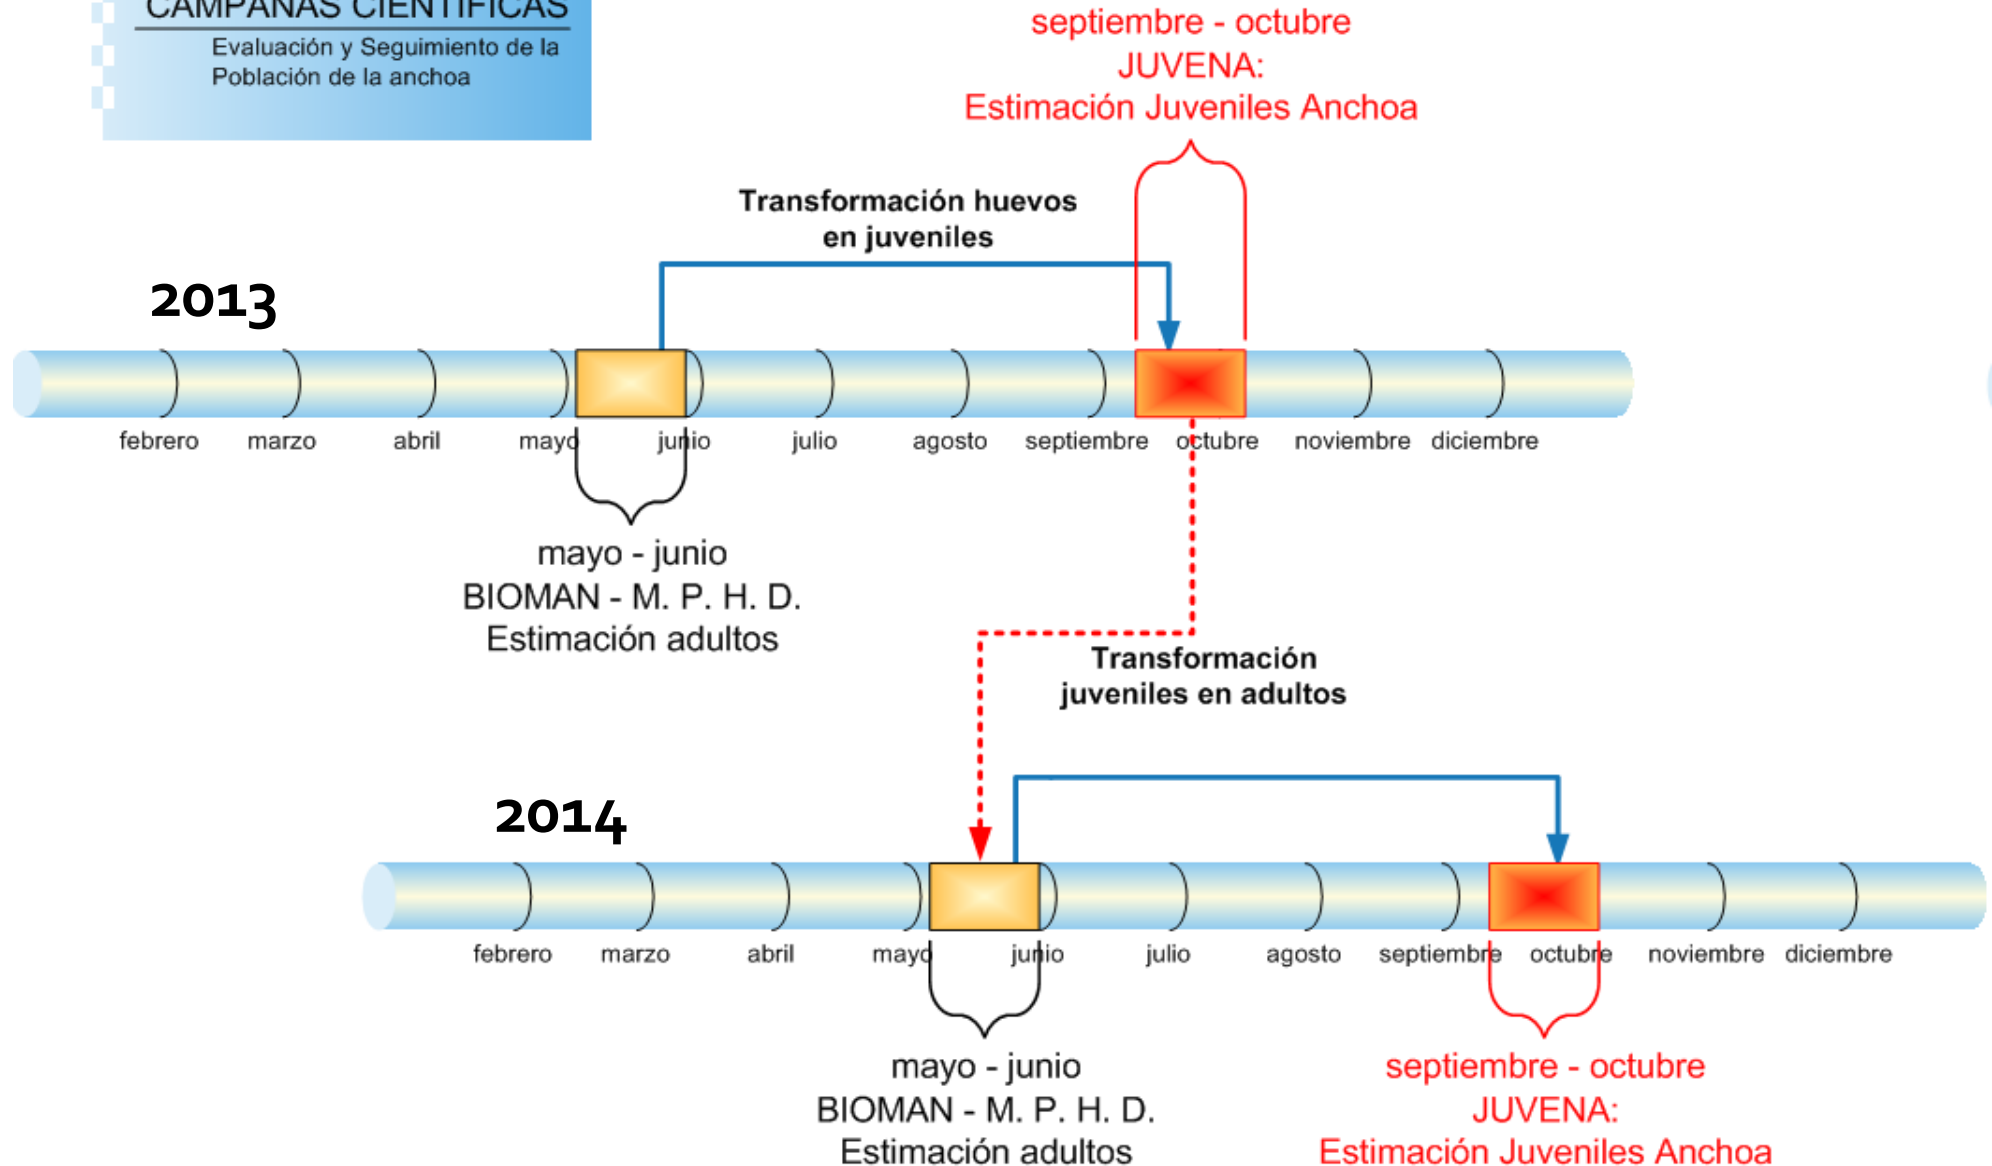 CAMPAÑAS CIENTÍFICAS
Evaluación y Seguimiento de la
Población de la anchoa
septiembre - octubre
JUVENA:
Estimación Juveniles Anchoa
Transformación huevos
en juveniles
2013
febrero marzo abril mayo junio julio agosto septiembre octubre noviembre diciembre
mayo - junio
BIOMAN - M. P. H. D.
Estimación adultos
Transformación
juveniles en adultos
2014
febrero marzo abril mayo junio julio agosto septiembre octubre noviembre diciembre
mayo - junio
BIOMAN - M. P. H. D.
Estimación adultos
septiembre - octubre
JUVENA:
Estimación Juveniles Anchoa